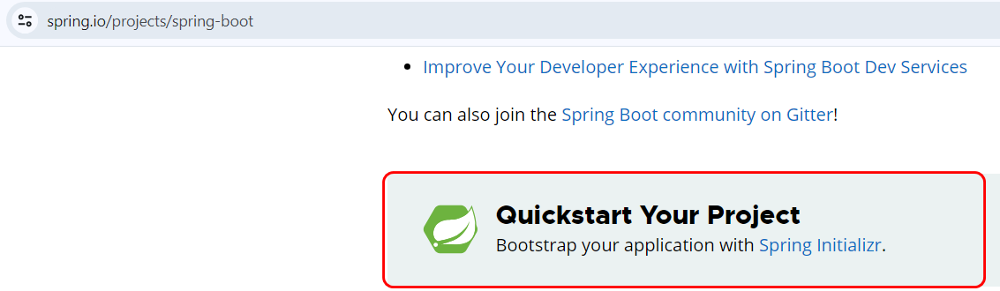 spring.io/projects/spring-boot
Improve Your Developer Experience with Spring Boot Dev Services
You can also join the Spring Boot community on Gitter!
Quickstart Your Project
Bootstrap your application with Spring Initializr.